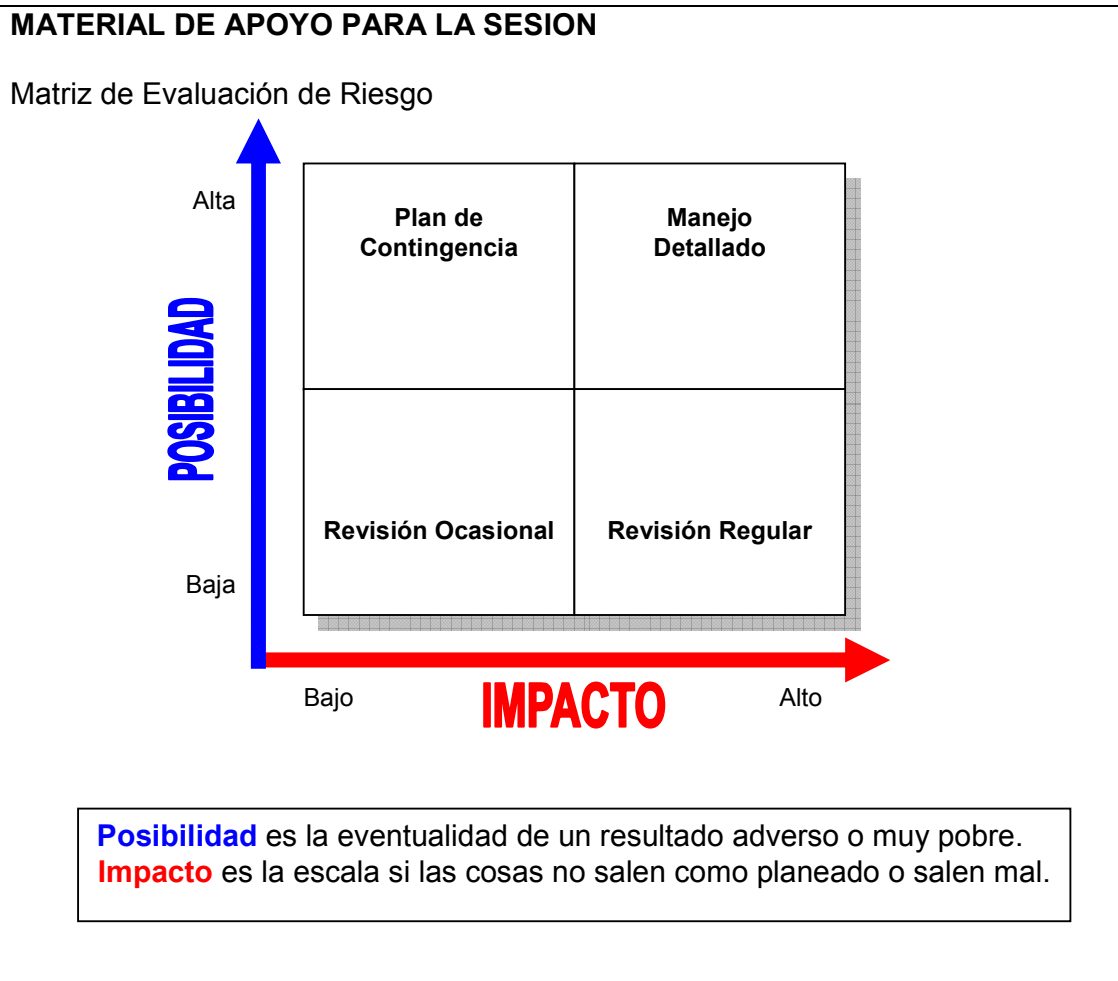 MATERIAL DE APOYO PARA LA SESION
Matriz de Evaluación de Riesgo
Alta
Plan de
Contingencia
Manejo
Detallado
POSIBILIDAD
Revisión Ocasional
Revisión Regular
Baja
Bajo
IMPACTO
Alto
Posibilidad es la eventualidad de un resultado adverso o muy pobre.
Impacto es la escala si las cosas no salen como planeado o salen mal.